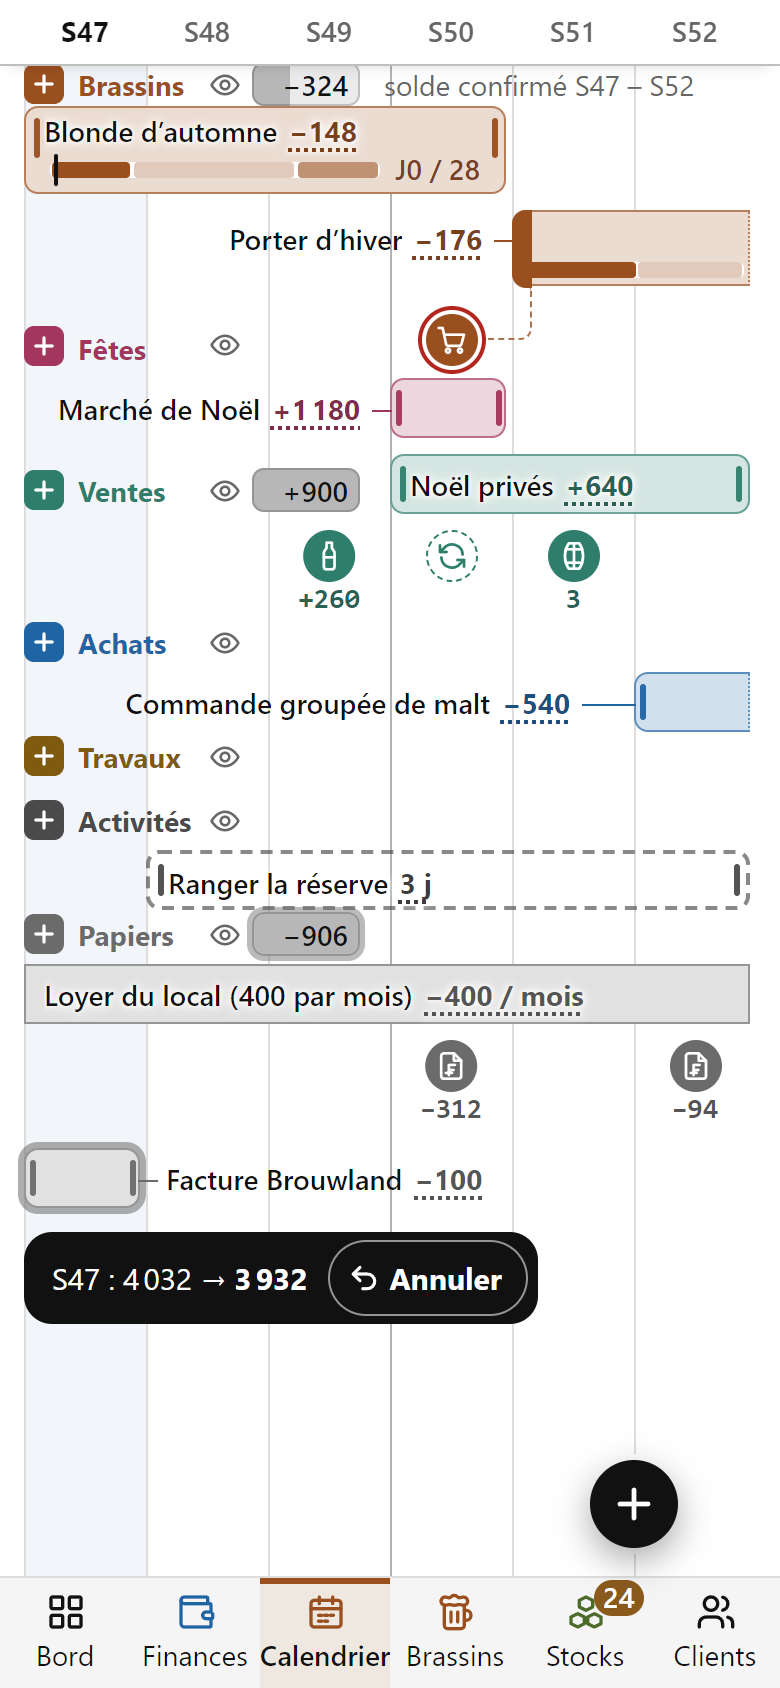 S47 S48 S49 S50 S51 S52
Brassins −324 solde confirmé S47 – S52
Blonde d’automne −148
J0 / 28
Porter d’hiver −176
Fêtes
Marché de Noël +1 180
Ventes +900
Noël privés +640
+260 3
Achats
Commande groupée de malt −540
Travaux
Activités
Ranger la réserve 3 j
Papiers −906
Loyer du local (400 par mois) −400 / mois
−312 −94
Facture Brouwland −100
S47 : 4 032 → 3 932 Annuler
24
Bord Finances Calendrier Brassins Stocks Clients